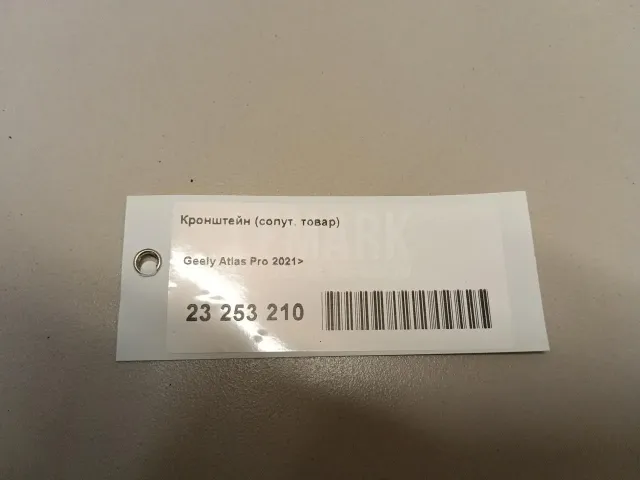 Кронштейн (сопут. товар)
Geely Atlas Pro 2021>
23 253 210